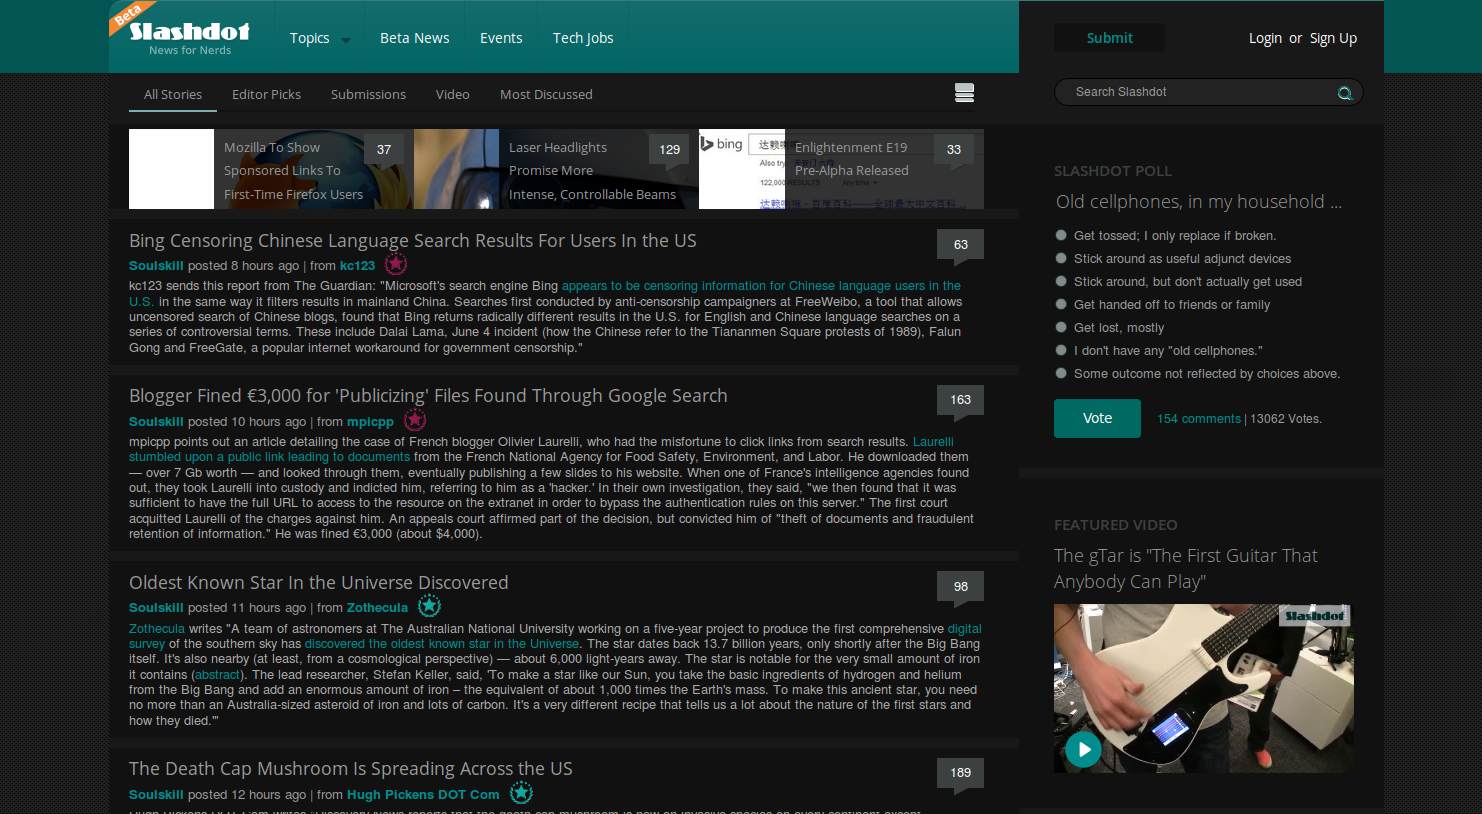 Beta
Slashdot
News for Nerds
Topics
Beta News
Events
Tech Jobs
Submit
Login or Sign Up
All Stories
Editor Picks
Submissions
Video
Most Discussed
Search Slashdot
Mozilla To Show
Sponsored Links To
First-Time Firefox Users
37
Laser Headlights
Promise More
Intense, Controllable Beams
129
bing
Also try
122,000 RESULTS
Any time
Enlightenment E19
Pre-Alpha Released
33
Bing Censoring Chinese Language Search Results For Users In the US
63
Soulskill posted 8 hours ago | from kc123
kc123 sends this report from The Guardian: "Microsoft's search engine Bing appears to be censoring information for Chinese language users in the
U.S. in the same way it filters results in mainland China. Searches first conducted by anti-censorship campaigners at FreeWeibo, a tool that allows
uncensored search of Chinese blogs, found that Bing returns radically different results in the U.S. for English and Chinese language searches on a
series of controversial terms. These include Dalai Lama, June 4 incident (how the Chinese refer to the Tiananmen Square protests of 1989), Falun
Gong and FreeGate, a popular internet workaround for government censorship."
Blogger Fined €3,000 for 'Publicizing' Files Found Through Google Search
163
Soulskill posted 10 hours ago | from mpicpp
mpicpp points out an article detailing the case of French blogger Olivier Laurelli, who had the misfortune to click links from search results. Laurelli
stumbled upon a public link leading to documents from the French National Agency for Food Safety, Environment, and Labor. He downloaded them
— over 7 Gb worth — and looked through them, eventually publishing a few slides to his website. When one of France's intelligence agencies found
out, they took Laurelli into custody and indicted him, referring to him as a 'hacker.' In their own investigation, they said, "we then found that it was
sufficient to have the full URL to access to the resource on the extranet in order to bypass the authentication rules on this server." The first court
acquitted Laurelli of the charges against him. An appeals court affirmed part of the decision, but convicted him of "theft of documents and fraudulent
retention of information." He was fined €3,000 (about $4,000).
Oldest Known Star In the Universe Discovered
98
Soulskill posted 11 hours ago | from Zothecula
Zothecula writes "A team of astronomers at The Australian National University working on a five-year project to produce the first comprehensive digital
survey of the southern sky has discovered the oldest known star in the Universe. The star dates back 13.7 billion years, only shortly after the Big Bang
itself. It's also nearby (at least, from a cosmological perspective) — about 6,000 light-years away. The star is notable for the very small amount of iron
it contains (abstract). The lead researcher, Stefan Keller, said, 'To make a star like our Sun, you take the basic ingredients of hydrogen and helium
from the Big Bang and add an enormous amount of iron – the equivalent of about 1,000 times the Earth's mass. To make this ancient star, you need
no more than an Australia-sized asteroid of iron and lots of carbon. It's a very different recipe that tells us a lot about the nature of the first stars and
how they died.'"
The Death Cap Mushroom Is Spreading Across the US
189
Soulskill posted 12 hours ago | from Hugh Pickens DOT Com
SLASHDOT POLL
Old cellphones, in my household ...
Get tossed; I only replace if broken.
Stick around as useful adjunct devices
Stick around, but don't actually get used
Get handed off to friends or family
Get lost, mostly
I don't have any "old cellphones."
Some outcome not reflected by choices above.
Vote
154 comments | 13062 Votes.
FEATURED VIDEO
The gTar is "The First Guitar That
Anybody Can Play"
Slashdot